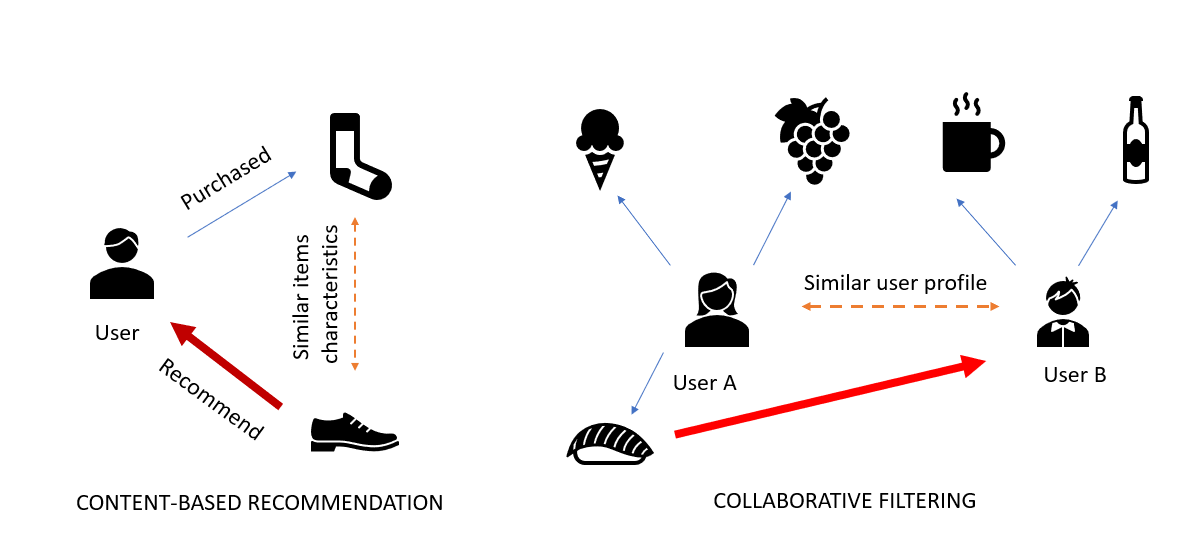 Purchased
Similar items
characteristics
User
Recommend
CONTENT-BASED RECOMMENDATION
Similar user profile
User A
User B
COLLABORATIVE FILTERING